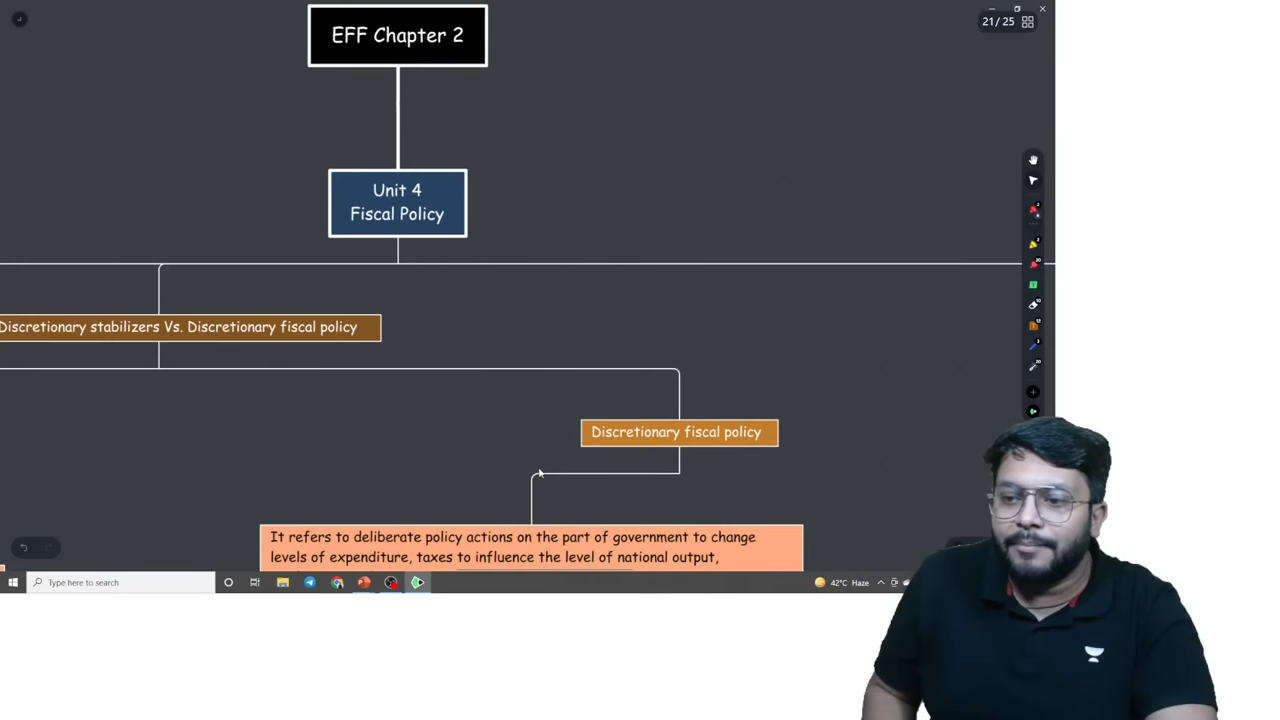 EFF Chapter 2
21/ 25
Unit 4
Fiscal Policy
Discretionary stabilizers Vs. Discretionary fiscal policy
Discretionary fiscal policy
It refers to deliberate policy actions on the part of government to change
levels of expenditure, taxes to influence the level of national output,
Type here to search
42°C Haze